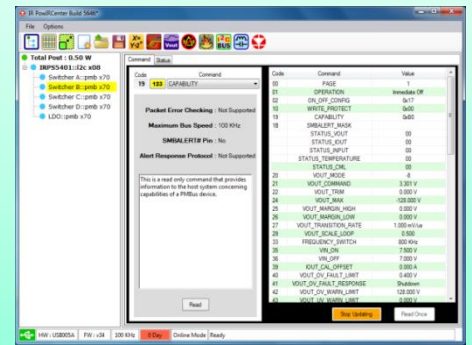 IR PowIRCenter Build 5646*
File Options
Total Pout : 0.50 W
IRPS5401::i2c x08
Switcher A::pmb x70
Switcher B::pmb x70
Switcher C::pmb x70
Switcher D::pmb x70
LDO::pmb x70
Command Status
Code Command
19 183 CAPABILITY
Packet Error Checking : Not Supported
Maximum Bus Speed : 100 KHz
SMBALERT# Pin : No
Alert Response Protocol : Not Supported
This is a read only command that provides
information to the host system concerning
capabilities of a PMBus device.
Read
Code Command Value
00 PAGE 1
01 OPERATION Immediate Off
02 ON_OFF_CONFIG 0x17
10 WRITE_PROTECT 0x00
19 CAPABILITY 0xB0
1B SMBALERT_MASK
STATUS_VOUT 00
STATUS_IOUT 00
STATUS_INPUT 00
STATUS_TEMPERATURE 00
STATUS_CML 00
20 VOUT_MODE -8
21 VOUT_COMMAND 3.301 V
22 VOUT_TRIM 0.000 V
24 VOUT_MAX -128.000 V
25 VOUT_MARGIN_HIGH 0.000 V
26 VOUT_MARGIN_LOW 0.000 V
27 VOUT_TRANSITION_RATE 1.000 mV/us
29 VOUT_SCALE_LOOP 0.500
33 FREQUENCY_SWITCH 800 KHz
35 VIN_ON 7.500 V
36 VIN_OFF 7.000 V
39 IOUT_CAL_OFFSET 0.000 A
40 VOUT_OV_FAULT_LIMIT 0.400 V
41 VOUT_OV_FAULT_RESPONSE Shutdown
42 VOUT_OV_WARN_LIMIT 128.000 V
43 VOUT_UV_WARN_LIMIT 0.000 V
Stop Updating Read Once
HW : USB005A FW : v34 100 KHz 0 Day Online Mode Ready